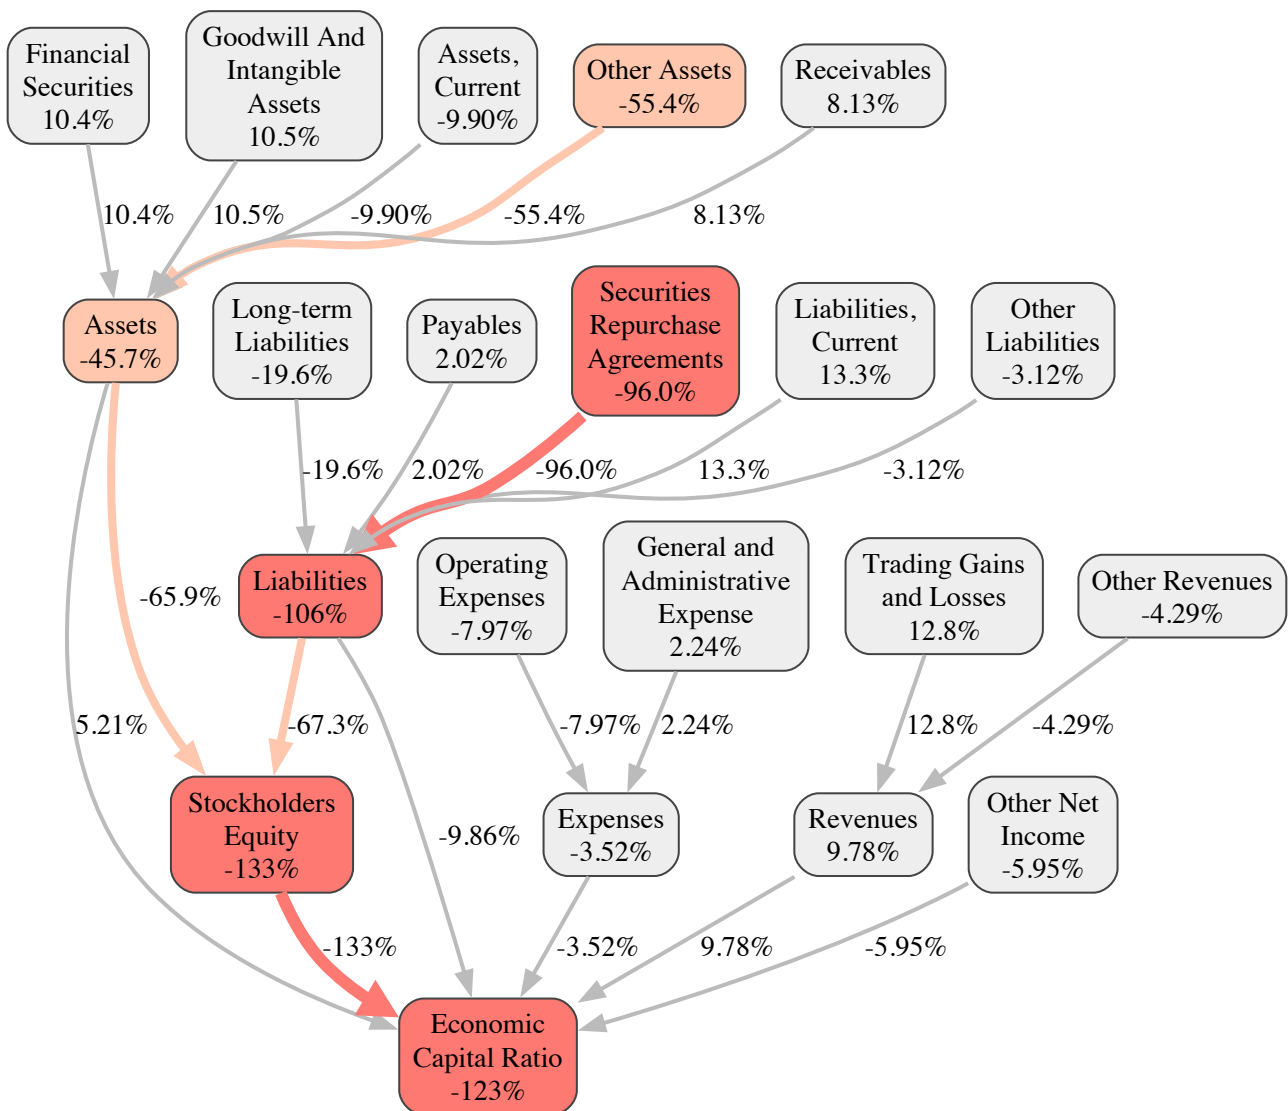 Financial
Securities
10.4%
Goodwill And
Intangible
Assets
10.5%
Assets,
Current
-9.90%
Other Assets
-55.4%
Receivables
8.13%
10.4%
10.5%
-9.90%
-55.4%
8.13%
Assets
-45.7%
Long-term
Liabilities
-19.6%
Payables
2.02%
Securities
Repurchase
Agreements
-96.0%
Liabilities,
Current
13.3%
Other
Liabilities
-3.12%
-19.6%
2.02%
-96.0%
13.3%
-3.12%
-65.9%
Liabilities
-106%
Operating
Expenses
-7.97%
General and
Administrative
Expense
2.24%
Trading Gains
and Losses
12.8%
Other Revenues
-4.29%
5.21%
-67.3%
-7.97%
2.24%
12.8%
-4.29%
Stockholders
Equity
-133%
-9.86%
Expenses
-3.52%
Revenues
9.78%
Other Net
Income
-5.95%
-133%
-3.52%
9.78%
-5.95%
Economic
Capital Ratio
-123%